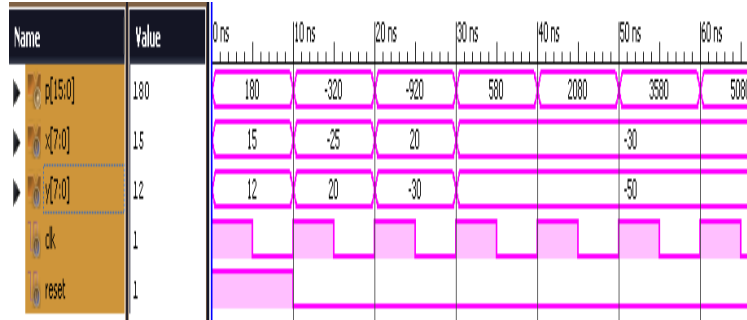 Name Value 0 ns 10 ns 20 ns 30 ns 40 ns 50 ns 60 ns
p[15:0] 180 180 -320 -920 580 2080 3580 5080
x[7:0] 15 15 -25 20 -30
y[7:0] 12 12 20 -30 -50
clk 1
reset 1